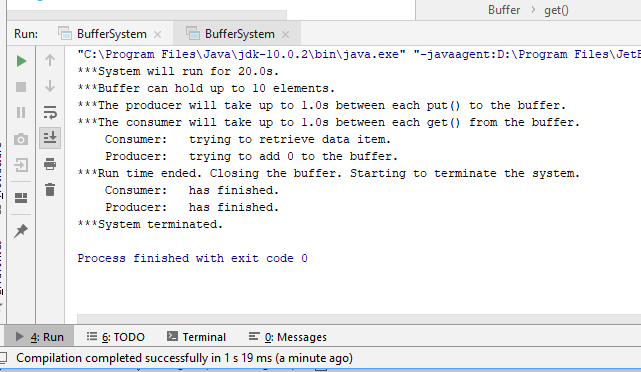 Buffer › get()
Run: BufferSystem × BufferSystem ×
"C:\Program Files\Java\jdk-10.0.2\bin\java.exe" "-javaagent:D:\Program Files\JetB
***System will run for 20.0s.
***Buffer can hold up to 10 elements.
***The producer will take up to 1.0s between each put() to the buffer.
***The consumer will take up to 1.0s between each get() from the buffer.
Consumer: trying to retrieve data item.
Producer: trying to add 0 to the buffer.
***Run time ended. Closing the buffer. Starting to terminate the system.
Consumer: has finished.
Producer: has finished.
***System terminated.
Process finished with exit code 0
4: Run 6: TODO Terminal 0: Messages
Compilation completed successfully in 1 s 19 ms (a minute ago)